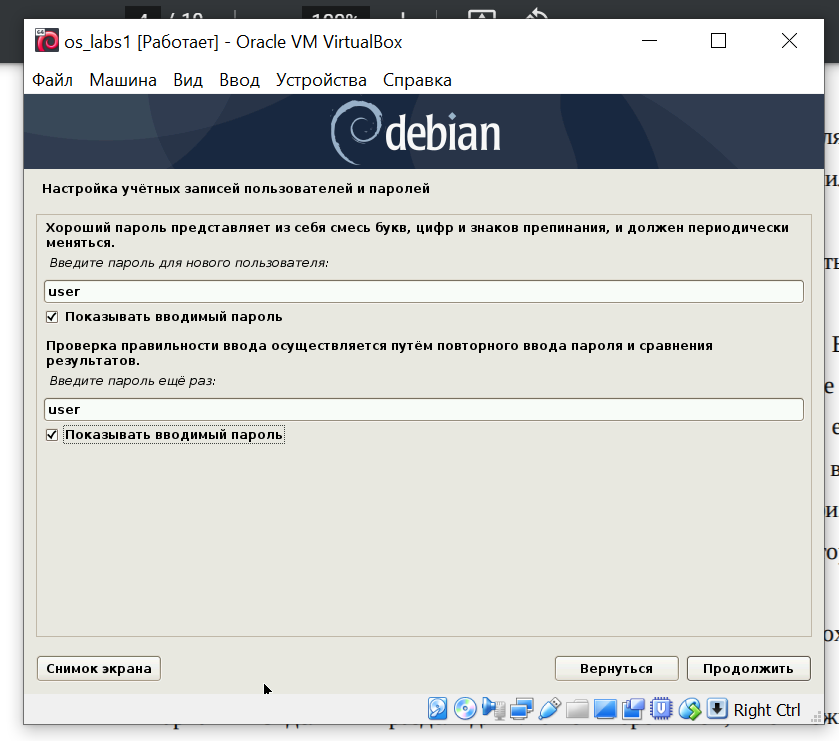 os_labs1 [Работает] - Oracle VM VirtualBox
Файл Машина Вид Ввод Устройства Справка
debian
Настройка учётных записей пользователей и паролей
Хороший пароль представляет из себя смесь букв, цифр и знаков препинания, и должен периодически
меняться.
Введите пароль для нового пользователя:
user
Показывать вводимый пароль
Проверка правильности ввода осуществляется путём повторного ввода пароля и сравнения
результатов.
Введите пароль ещё раз:
user
Показывать вводимый пароль
Снимок экрана Вернуться Продолжить
Right Ctrl